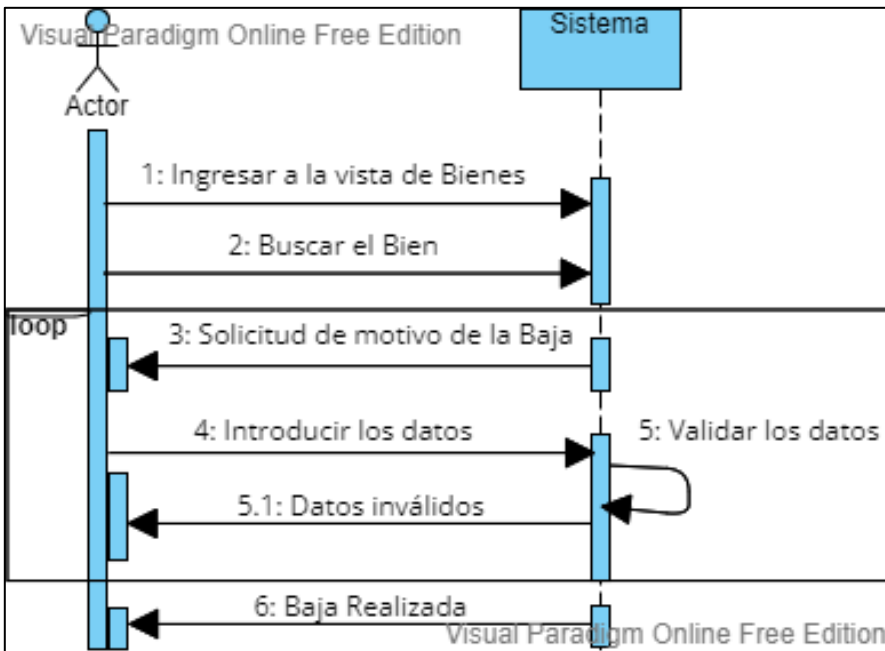 Visual Paradigm Online Free Edition
Sistema
Actor
1: Ingresar a la vista de Bienes
2: Buscar el Bien
loop
3: Solicitud de motivo de la Baja
4: Introducir los datos
5: Validar los datos
5.1: Datos inválidos
6: Baja Realizada
Visual Paradigm Online Free Edition